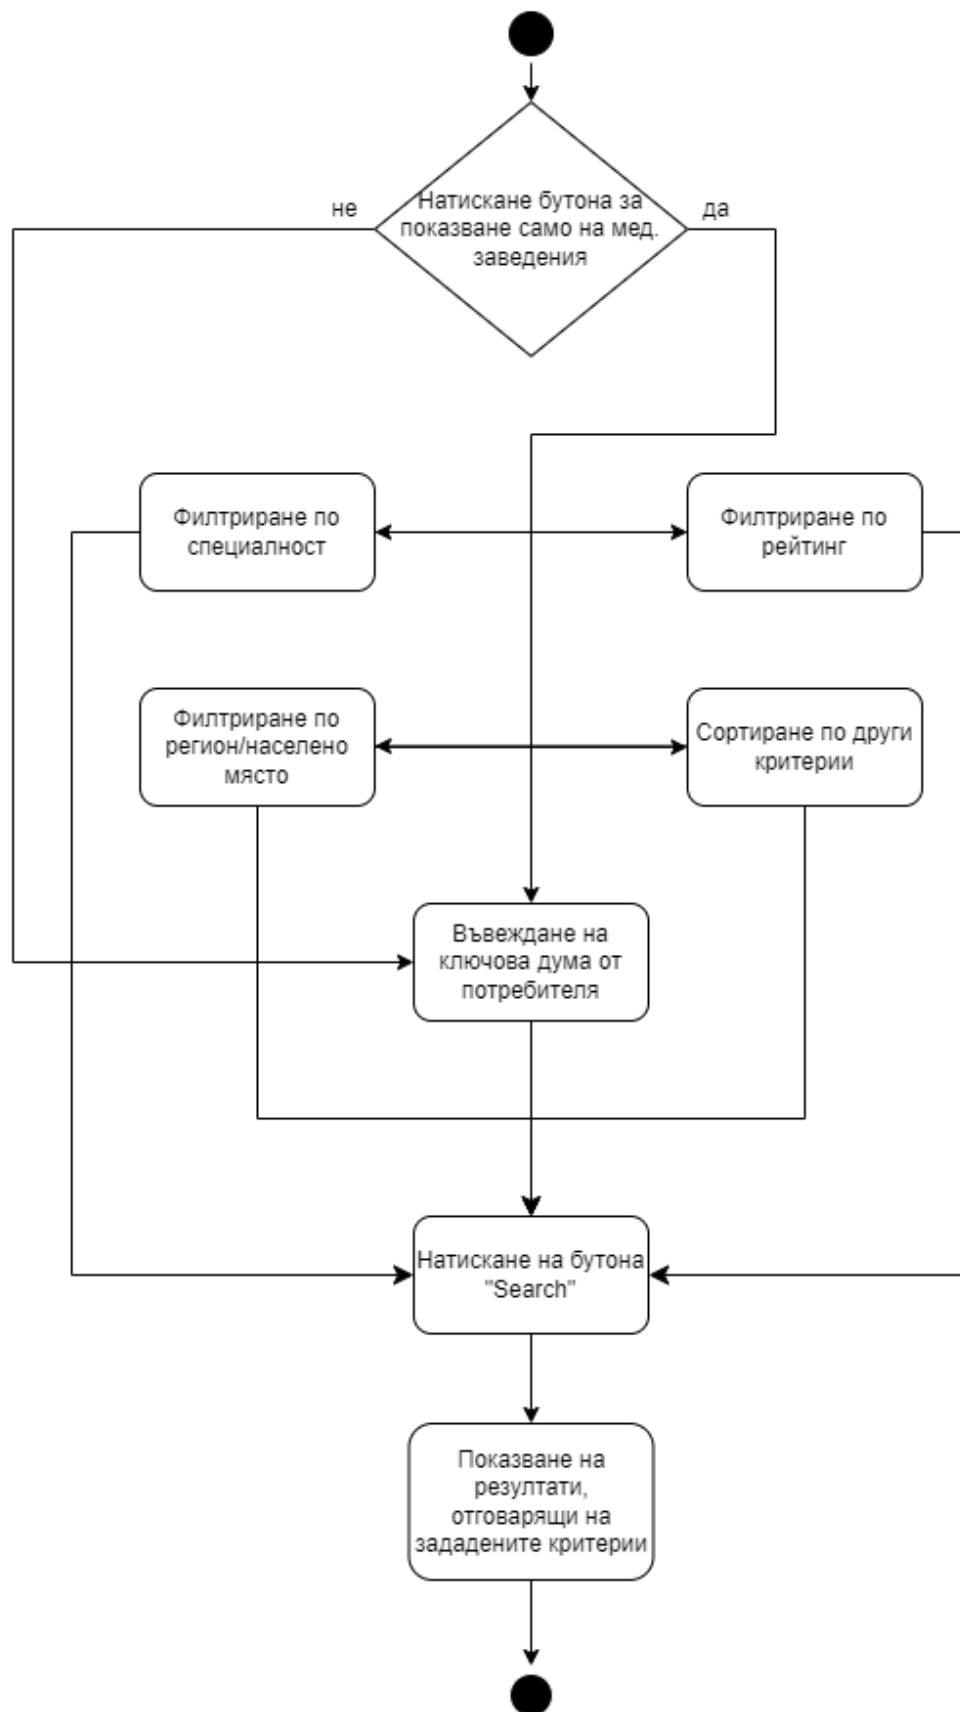 Натискане бутона за
показване само на мед.
заведения
не
да
Филтриране по
специалност
Филтриране по
рейтинг
Филтриране по
регион/населено
място
Сортиране по други
критерии
Въвеждане на
ключова дума от
потребителя
Натискане на бутона
"Search"
Показване на
резултати,
отговарящи на
зададените критерии